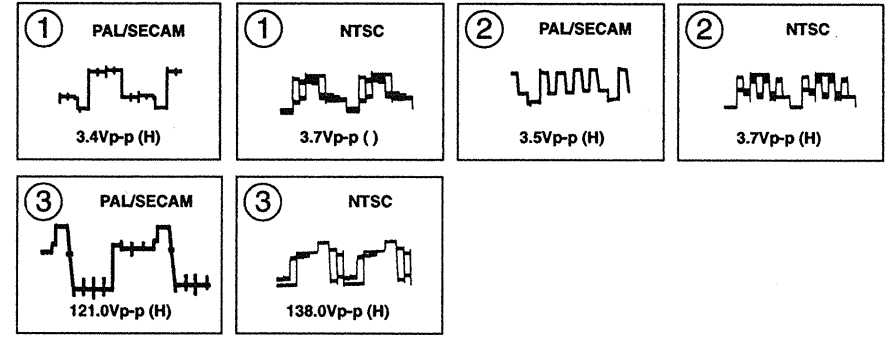 1 PAL/SECAM
3.4Vp-p (H)
1 NTSC
3.7Vp-p ( )
2 PAL/SECAM
3.5Vp-p (H)
2 NTSC
3.7Vp-p (H)
3 PAL/SECAM
121.0Vp-p (H)
3 NTSC
138.0Vp-p (H)